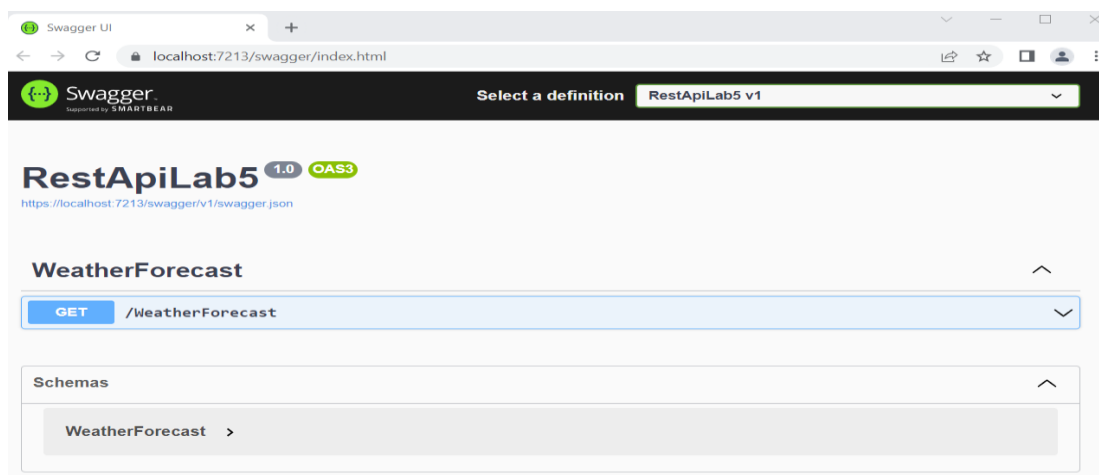 Swagger UI
localhost:7213/swagger/index.html
Swagger.
Supported by SMARTBEAR
Select a definition
RestApiLab5 v1
RestApiLab5 1.0 OAS3
https://localhost:7213/swagger/v1/swagger.json
WeatherForecast
GET /WeatherForecast
Schemas
WeatherForecast